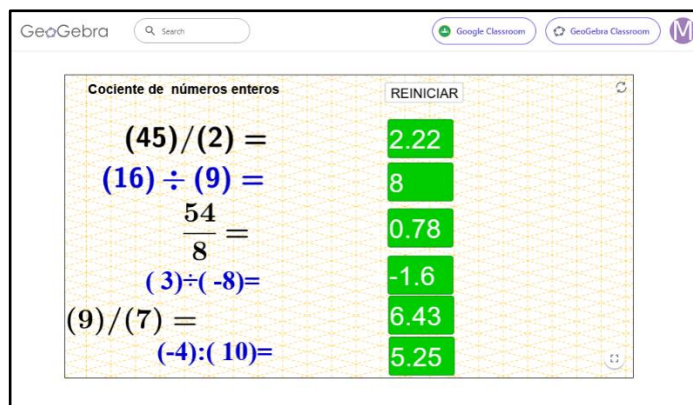 GeoGebra Search Google Classroom GeoGebra Classroom M
Cociente de números enteros REINICIAR
(45)/(2) = 2.22
(16) ÷ (9) = 8
54/8 = 0.78
( 3)÷( -8)= -1.6
(9)/(7) = 6.43
(-4):( 10)= 5.25